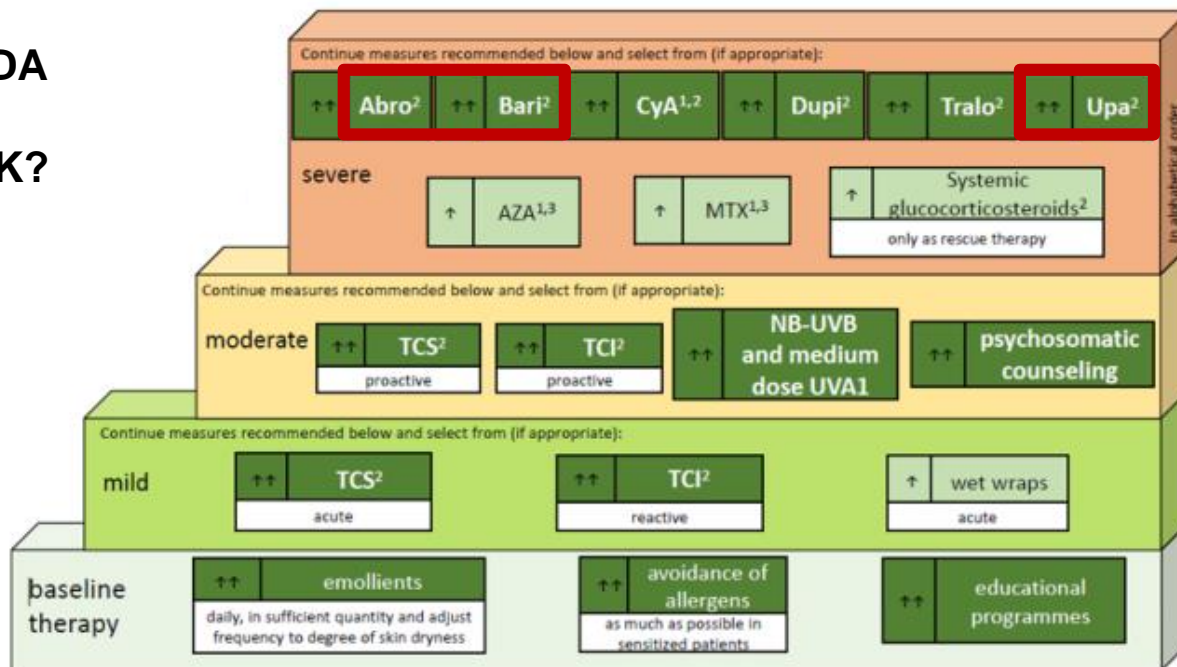 DA
K?
Continue measures recommended below and select from (if appropriate):
↑↑ Abro²
↑↑ Bari²
↑↑ CyA¹,²
↑↑ Dupi²
↑↑ Tralo²
↑↑ Upa²
severe
↑ AZA¹,³
↑ MTX¹,³
↑ Systemic
glucocorticosteroids²
only as rescue therapy
In alphabetical order
Continue measures recommended below and select from (if appropriate):
moderate
↑↑ TCS²
proactive
↑↑ TCI²
proactive
↑↑ NB-UVB
and medium
dose UVA1
↑↑ psychosomatic
counseling
Continue measures recommended below and select from (if appropriate):
mild
↑↑ TCS²
acute
↑↑ TCI²
reactive
↑ wet wraps
acute
baseline
therapy
↑↑ emollients
daily, in sufficient quantity and adjust
frequency to degree of skin dryness
↑↑ avoidance of
allergens
as much as possible in
sensitized patients
↑↑ educational
programmes